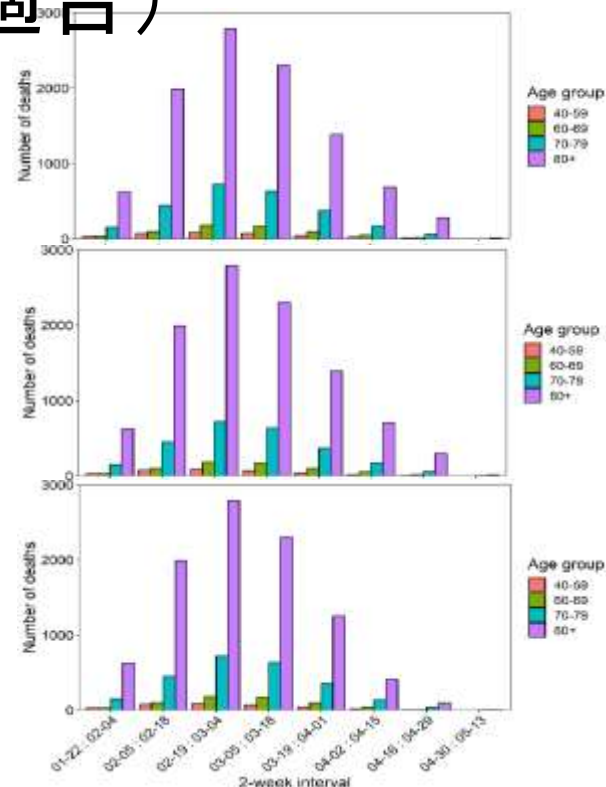 3000
2000
1000
0
Number of deaths
Age group
40-59
60-69
70-79
80+
3000
2000
1000
0
Number of deaths
Age group
40-59
60-69
70-79
80+
3000
2000
1000
0
Number of deaths
Age group
40-59
60-69
70-79
80+
01-22 : 02-04
02-05 : 02-18
02-19 : 03-04
03-05 : 03-18
03-19 : 04-01
04-02 : 04-15
04-16 : 04-29
04-30 : 05-13
2-week interval